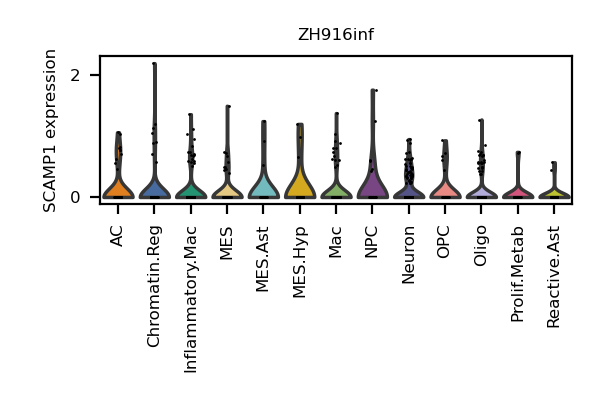 ZH916inf
SCAMP1 expression
2
0
AC
Chromatin.Reg
Inflammatory.Mac
MES
MES.Ast
MES.Hyp
Mac
NPC
Neuron
OPC
Oligo
Prolif.Metab
Reactive.Ast